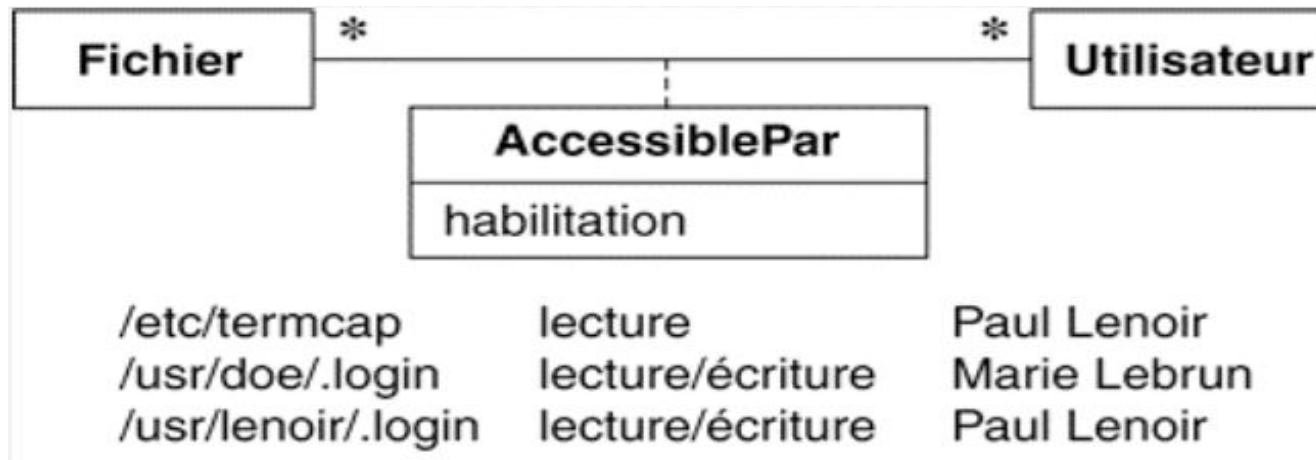 Fichier * * Utilisateur
AccessiblePar
habilitation
/etc/termcap lecture Paul Lenoir
/usr/doe/.login lecture/écriture Marie Lebrun
/usr/lenoir/.login lecture/écriture Paul Lenoir